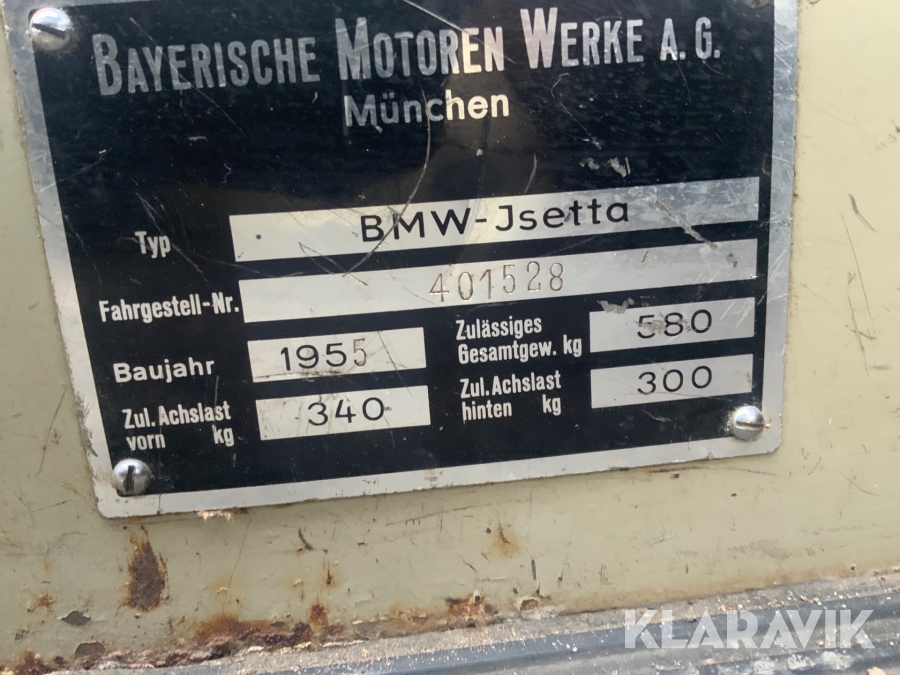 BAYERISCHE MOTOREN WERKE A.G.
München
Typ BMW-Jsetta
Fahrgestell-Nr. 401528
Baujahr 1955
Zulässiges Gesamtgew. kg 580
Zul. Achslast vorn kg 340
Zul. Achslast hinten kg 300
KLARAVIK